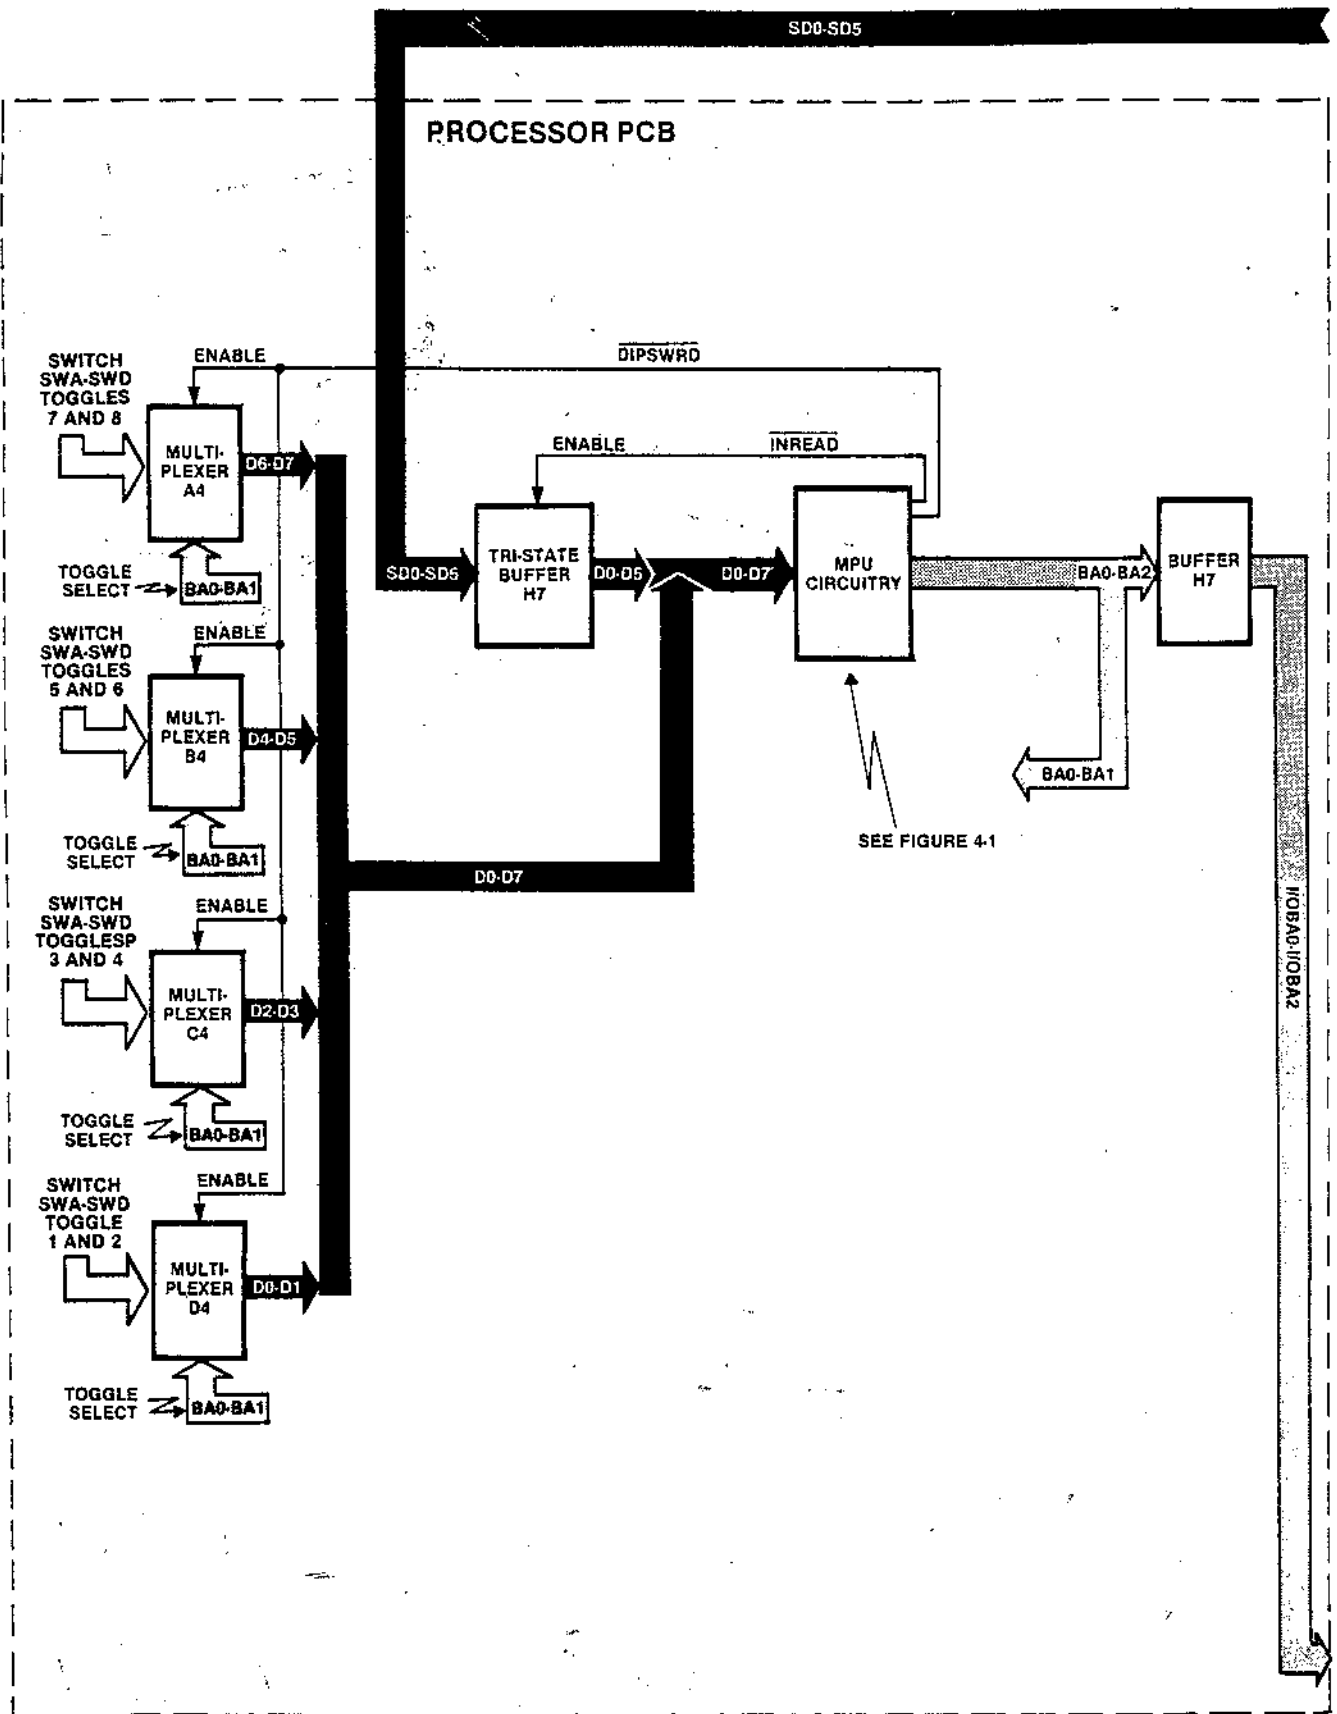 SD0-SD5
PROCESSOR PCB
SWITCH
SWA-SWD
TOGGLES
7 AND 8
ENABLE
DIPSWRD
MULTI-
PLEXER
A4
D6-D7
TOGGLE
SELECT
BA0-BA1
ENABLE
INREAD
SD0-SD5
TRI-STATE
BUFFER
H7
D0-D5
D0-D7
MPU
CIRCUITRY
BA0-BA2
BUFFER
H7
SWITCH
SWA-SWD
TOGGLES
5 AND 6
ENABLE
MULTI-
PLEXER
B4
D4-D5
TOGGLE
SELECT
BA0-BA1
BA0-BA1
SEE FIGURE 4-1
D0-D7
I/OBA0-I/OBA2
SWITCH
SWA-SWD
TOGGLESP
3 AND 4
ENABLE
MULTI-
PLEXER
C4
D2-D3
TOGGLE
SELECT
BA0-BA1
SWITCH
SWA-SWD
TOGGLE
1 AND 2
ENABLE
MULTI-
PLEXER
D4
D0-D1
TOGGLE
SELECT
BA0-BA1